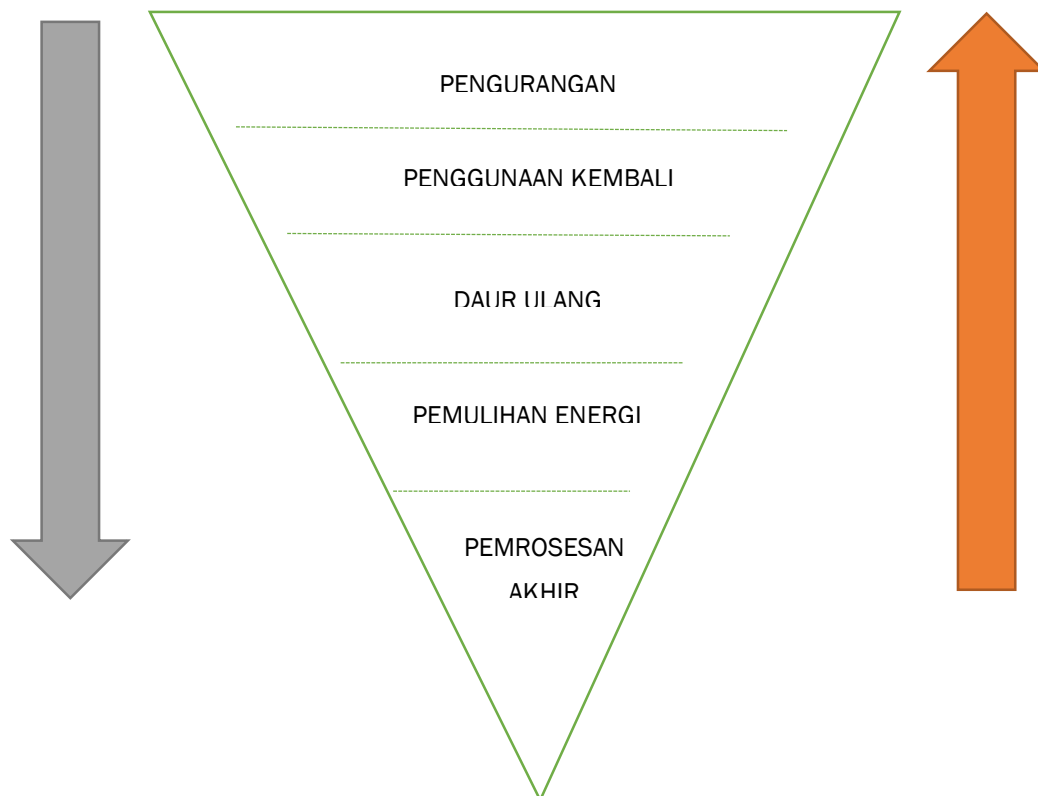 PENGURANGAN
PENGGUNAAN KEMBALI
DAUR ULANG
PEMULIHAN ENERGI
PEMROSESAN
AKHIR